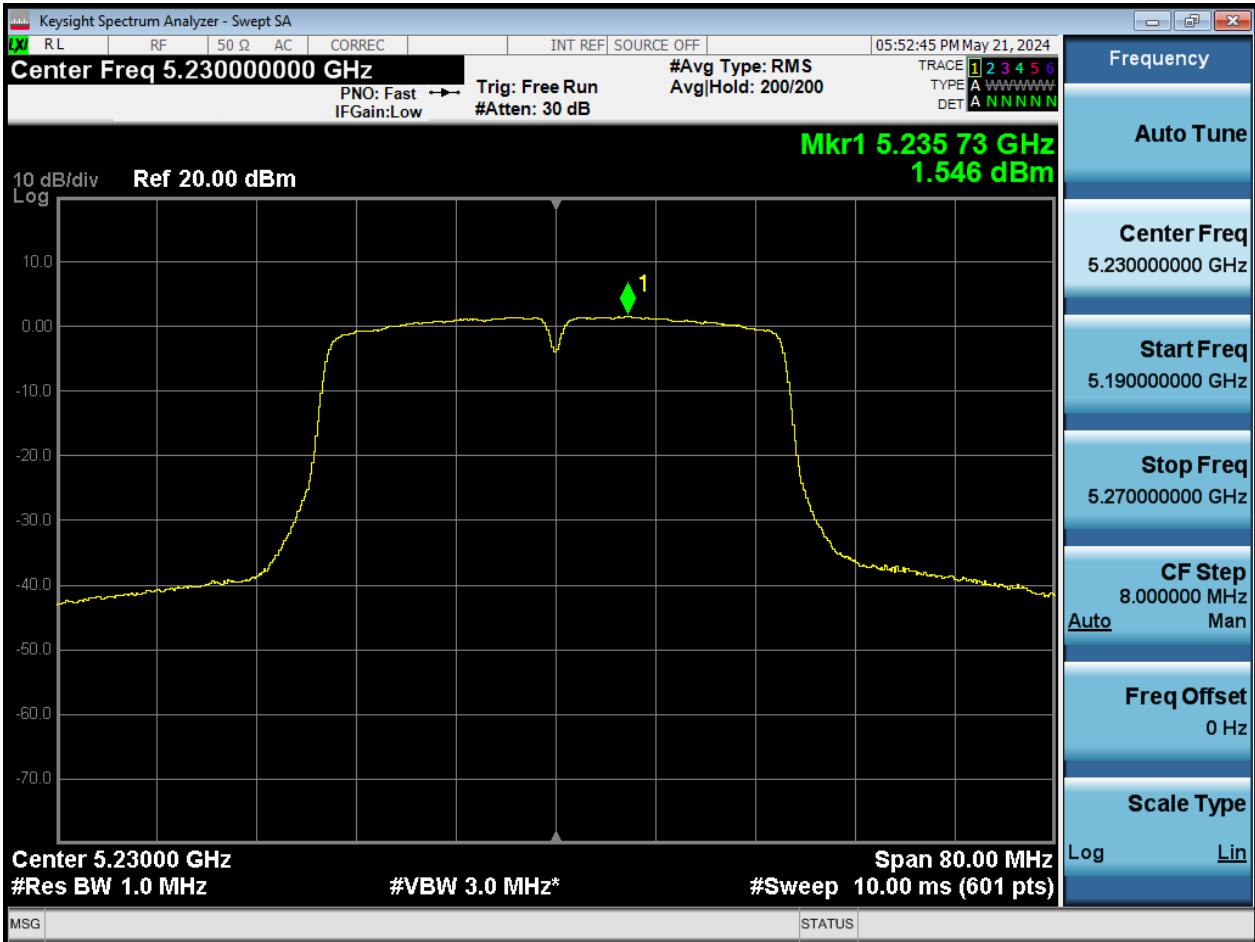 Keysight Spectrum Analyzer - Swept SA
LXI RL RF 50 Ω AC CORREC INT REF SOURCE OFF 05:52:45 PM May 21, 2024
Center Freq 5.230000000 GHz
PNO: Fast
IFGain:Low
Trig: Free Run
#Atten: 30 dB
#Avg Type: RMS
Avg|Hold: 200/200
TRACE 1 2 3 4 5 6
TYPE A WWWWW
DET A N N N N N
Mkr1 5.235 73 GHz
1.546 dBm
10 dB/div Ref 20.00 dBm
Log
1
10.0
0.00
-10.0
-20.0
-30.0
-40.0
-50.0
-60.0
-70.0
Center 5.23000 GHz Span 80.00 MHz
#Res BW 1.0 MHz #VBW 3.0 MHz* #Sweep 10.00 ms (601 pts)
MSG STATUS
Frequency
Auto Tune
Center Freq
5.230000000 GHz
Start Freq
5.190000000 GHz
Stop Freq
5.270000000 GHz
CF Step
8.000000 MHz
Auto Man
Freq Offset
0 Hz
Scale Type
Log Lin